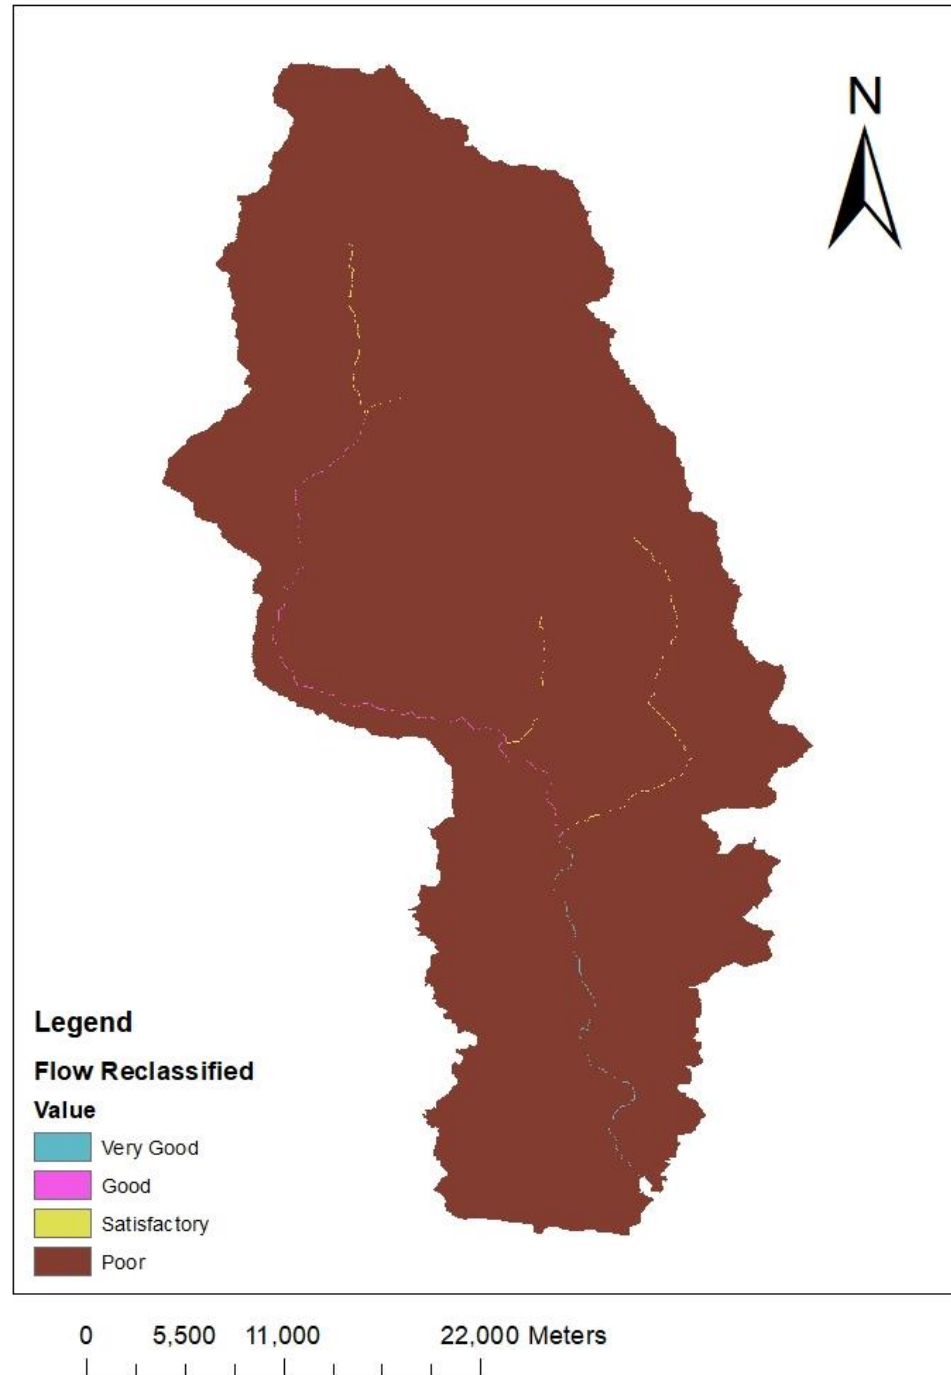 N
Legend
Flow Reclassified
Value
Very Good
Good
Satisfactory
Poor
0 5,500 11,000 22,000 Meters